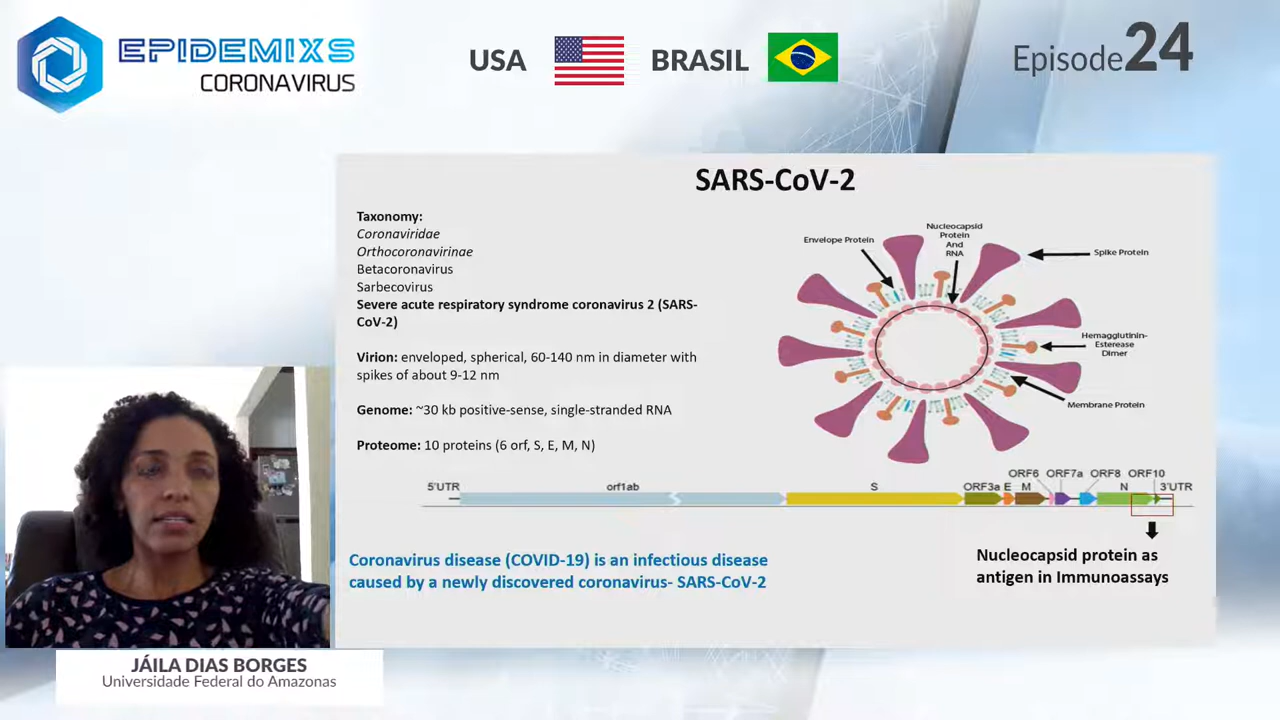 EPIDEMIXS
CORONAVIRUS
USA
BRASIL
Episode24
SARS-CoV-2
Taxonomy:
Coronaviridae
Orthocoronavirinae
Betacoronavirus
Sarbecovirus
Severe acute respiratory syndrome coronavirus 2 (SARS-
CoV-2)
Virion: enveloped, spherical, 60-140 nm in diameter with
spikes of about 9-12 nm
Genome: ~30 kb positive-sense, single-stranded RNA
Proteome: 10 proteins (6 orf, S, E, M, N)
Envelope Protein
Nucleocapsid
Protein
And
RNA
Spike Protein
Hemagglutinin-
Esterease
Dimer
Membrane Protein
ORF6 ORF7a ORF8 ORF10
5'UTR orf1ab S ORF3a E M N 3'UTR
Coronavirus disease (COVID-19) is an infectious disease
caused by a newly discovered coronavirus- SARS-CoV-2
Nucleocapsid protein as
antigen in Immunoassays
JÁILA DIAS BORGES
Universidade Federal do Amazonas